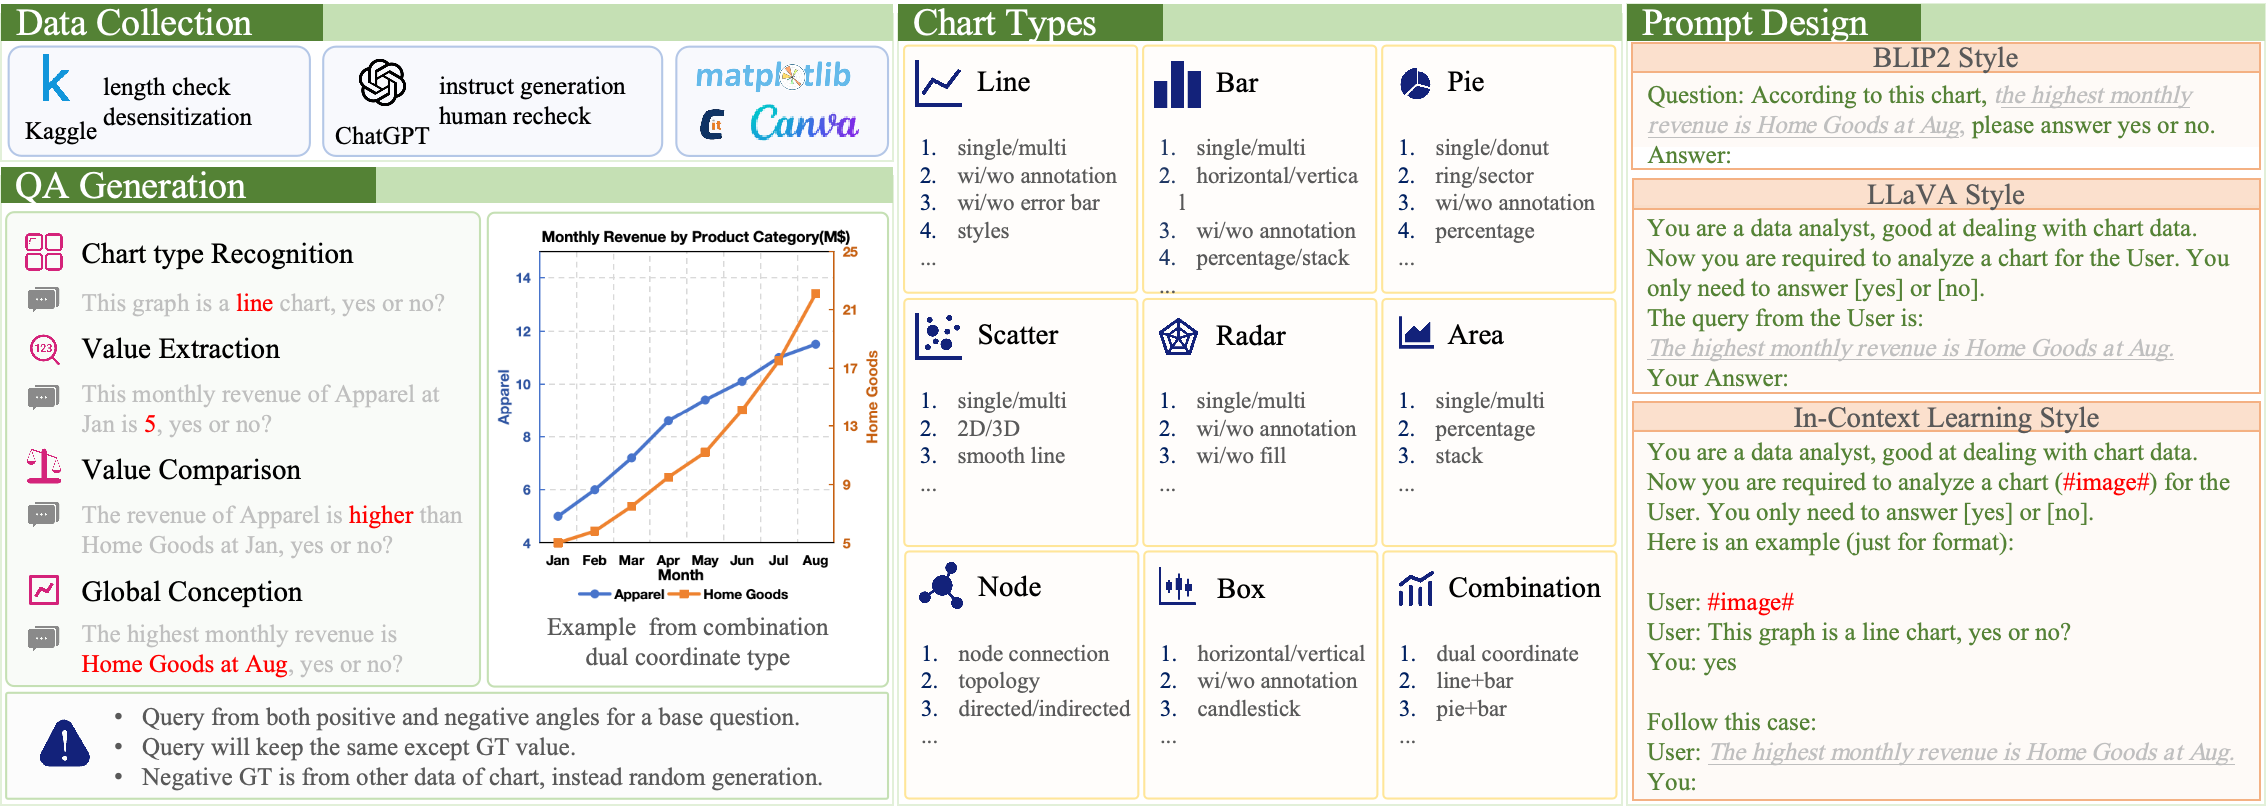 Data Collection
k
Kaggle
length check
desensitization
ChatGPT
instruct generation
human recheck
matplotlib
Cit
Canva
QA Generation
Chart type Recognition
This graph is a line chart, yes or no?
123
Value Extraction
This monthly revenue of Apparel at
Jan is 5, yes or no?
Value Comparison
The revenue of Apparel is higher than
Home Goods at Jan, yes or no?
Global Conception
The highest monthly revenue is
Home Goods at Aug, yes or no?
Monthly Revenue by Product Category(M$)
14
12
10
8
6
4
Apparel
25
21
17
13
9
5
Home Goods
Jan Feb Mar Apr May Jun Jul Aug
Month
Apparel Home Goods
Example from combination
dual coordinate type
• Query from both positive and negative angles for a base question.
• Query will keep the same except GT value.
• Negative GT is from other data of chart, instead random generation.
Chart Types
Line
1. single/multi
2. wi/wo annotation
3. wi/wo error bar
4. styles
...
Bar
1. single/multi
2. horizontal/vertica
l
3. wi/wo annotation
4. percentage/stack
...
Pie
1. single/donut
2. ring/sector
3. wi/wo annotation
4. percentage
...
Scatter
1. single/multi
2. 2D/3D
3. smooth line
...
Radar
1. single/multi
2. wi/wo annotation
3. wi/wo fill
...
Area
1. single/multi
2. percentage
3. stack
...
Node
1. node connection
2. topology
3. directed/indirected
...
Box
1. horizontal/vertical
2. wi/wo annotation
3. candlestick
...
Combination
1. dual coordinate
2. line+bar
3. pie+bar
...
Prompt Design
BLIP2 Style
Question: According to this chart, the highest monthly
revenue is Home Goods at Aug, please answer yes or no.
Answer:
LLaVA Style
You are a data analyst, good at dealing with chart data.
Now you are required to analyze a chart for the User. You
only need to answer [yes] or [no].
The query from the User is:
The highest monthly revenue is Home Goods at Aug.
Your Answer:
In-Context Learning Style
You are a data analyst, good at dealing with chart data.
Now you are required to analyze a chart (#image#) for the
User. You only need to answer [yes] or [no].
Here is an example (just for format):
User: #image#
User: This graph is a line chart, yes or no?
You: yes
Follow this case:
User: The highest monthly revenue is Home Goods at Aug.
You: